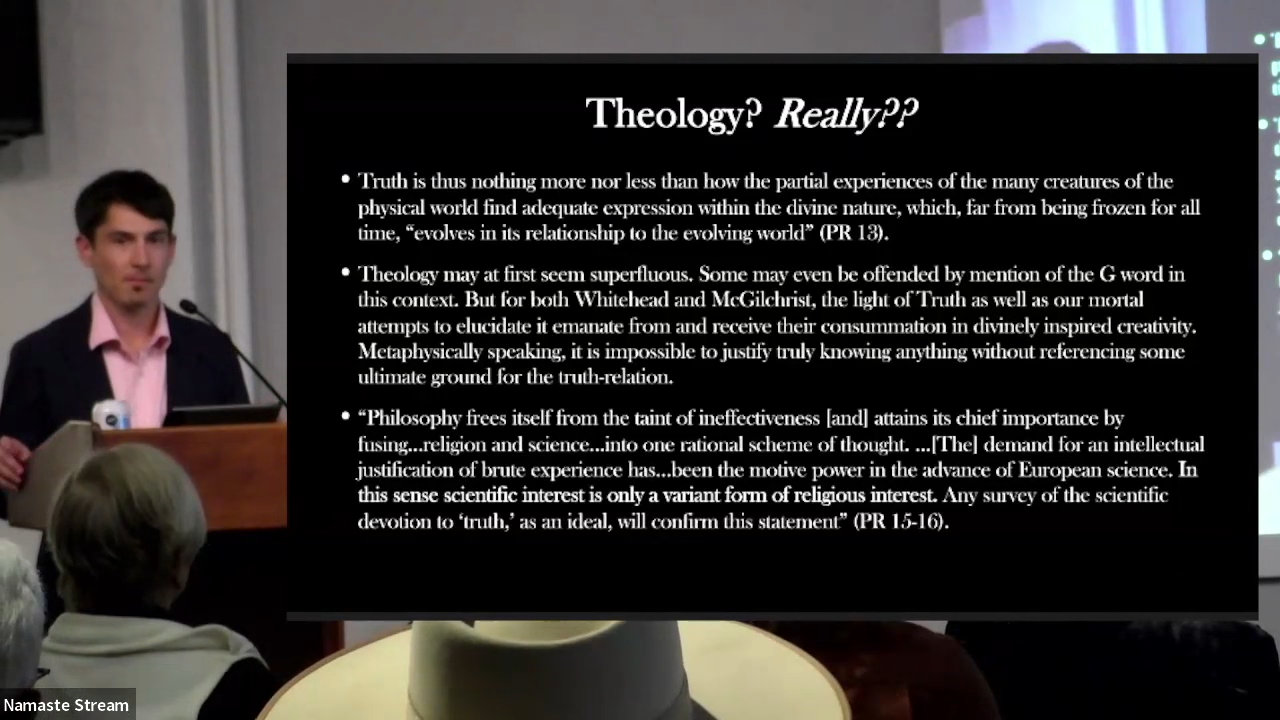 Theology? Really??
• Truth is thus nothing more nor less than how the partial experiences of the many creatures of the
physical world find adequate expression within the divine nature, which, far from being frozen for all
time, “evolves in its relationship to the evolving world” (PR 13).
• Theology may at first seem superfluous. Some may even be offended by mention of the G word in
this context. But for both Whitehead and McGilchrist, the light of Truth as well as our mortal
attempts to elucidate it emanate from and receive their consummation in divinely inspired creativity.
Metaphysically speaking, it is impossible to justify truly knowing anything without referencing some
ultimate ground for the truth-relation.
• “Philosophy frees itself from the taint of ineffectiveness [and] attains its chief importance by
fusing...religion and science...into one rational scheme of thought. ...[The] demand for an intellectual
justification of brute experience has...been the motive power in the advance of European science. In
this sense scientific interest is only a variant form of religious interest. Any survey of the scientific
devotion to ‘truth,’ as an ideal, will confirm this statement” (PR 15-16).
Namaste Stream